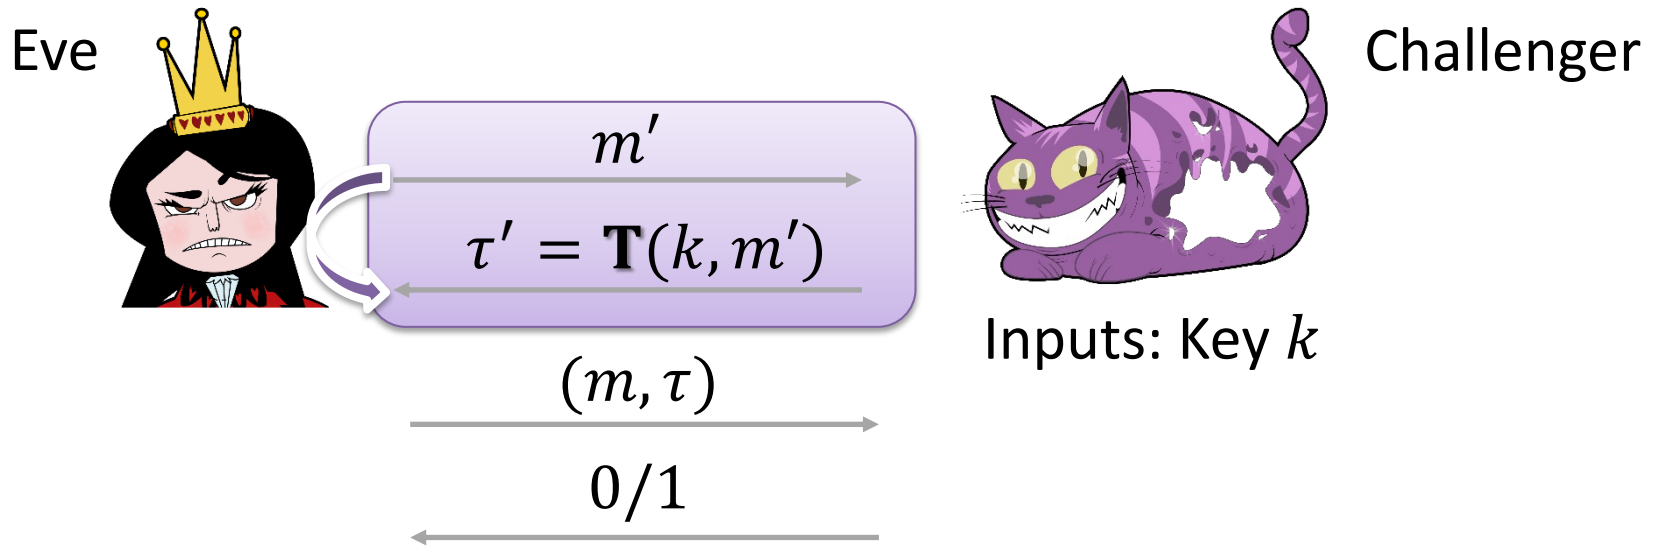 Eve
Challenger
m′
τ′ = T(k, m′)
Inputs: Key k
(m, τ)
0/1